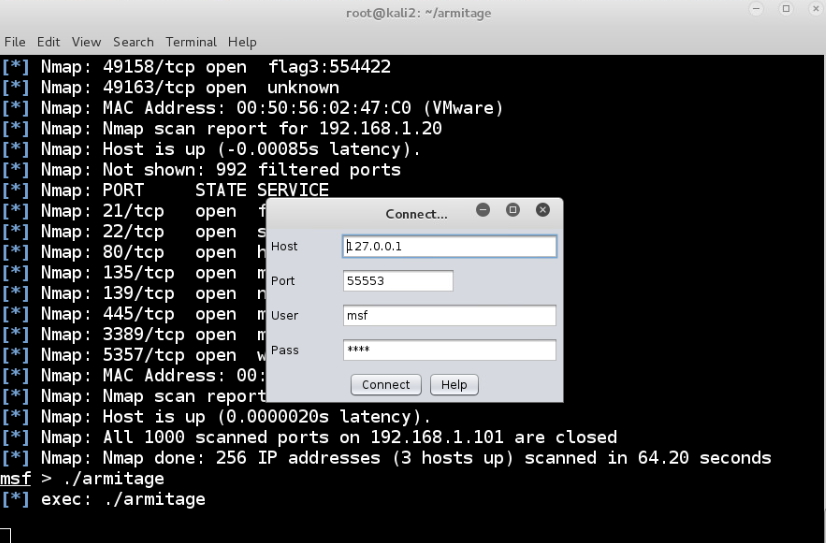 root@kali2: ~/armitage
File Edit View Search Terminal Help
[*] Nmap: 49158/tcp open  flag3:554422
[*] Nmap: 49163/tcp open  unknown
[*] Nmap: MAC Address: 00:50:56:02:47:C0 (VMware)
[*] Nmap: Nmap scan report for 192.168.1.20
[*] Nmap: Host is up (-0.00085s latency).
[*] Nmap: Not shown: 992 filtered ports
[*] Nmap: PORT     STATE SERVICE
[*] Nmap: 21/tcp   open  f
[*] Nmap: 22/tcp   open  s
[*] Nmap: 80/tcp   open  h
[*] Nmap: 135/tcp  open  m
[*] Nmap: 139/tcp  open  n
[*] Nmap: 445/tcp  open  m
[*] Nmap: 3389/tcp open  m
[*] Nmap: 5357/tcp open  w
[*] Nmap: MAC Address: 00:
[*] Nmap: Nmap scan report
[*] Nmap: Host is up (0.0000020s latency).
[*] Nmap: All 1000 scanned ports on 192.168.1.101 are closed
[*] Nmap: Nmap done: 256 IP addresses (3 hosts up) scanned in 64.20 seconds
msf > ./armitage
[*] exec: ./armitage
Connect...
Host 127.0.0.1
Port 55553
User msf
Pass ****
Connect Help